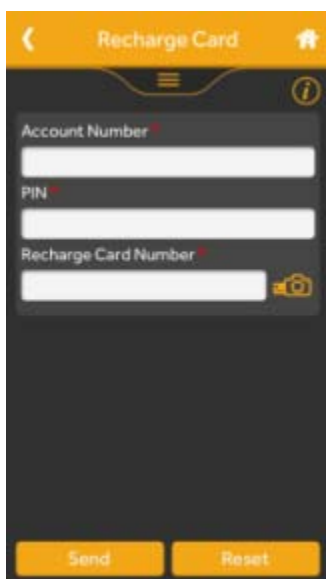 Recharge Card
Account Number *
PIN *
Recharge Card Number *
Send
Reset